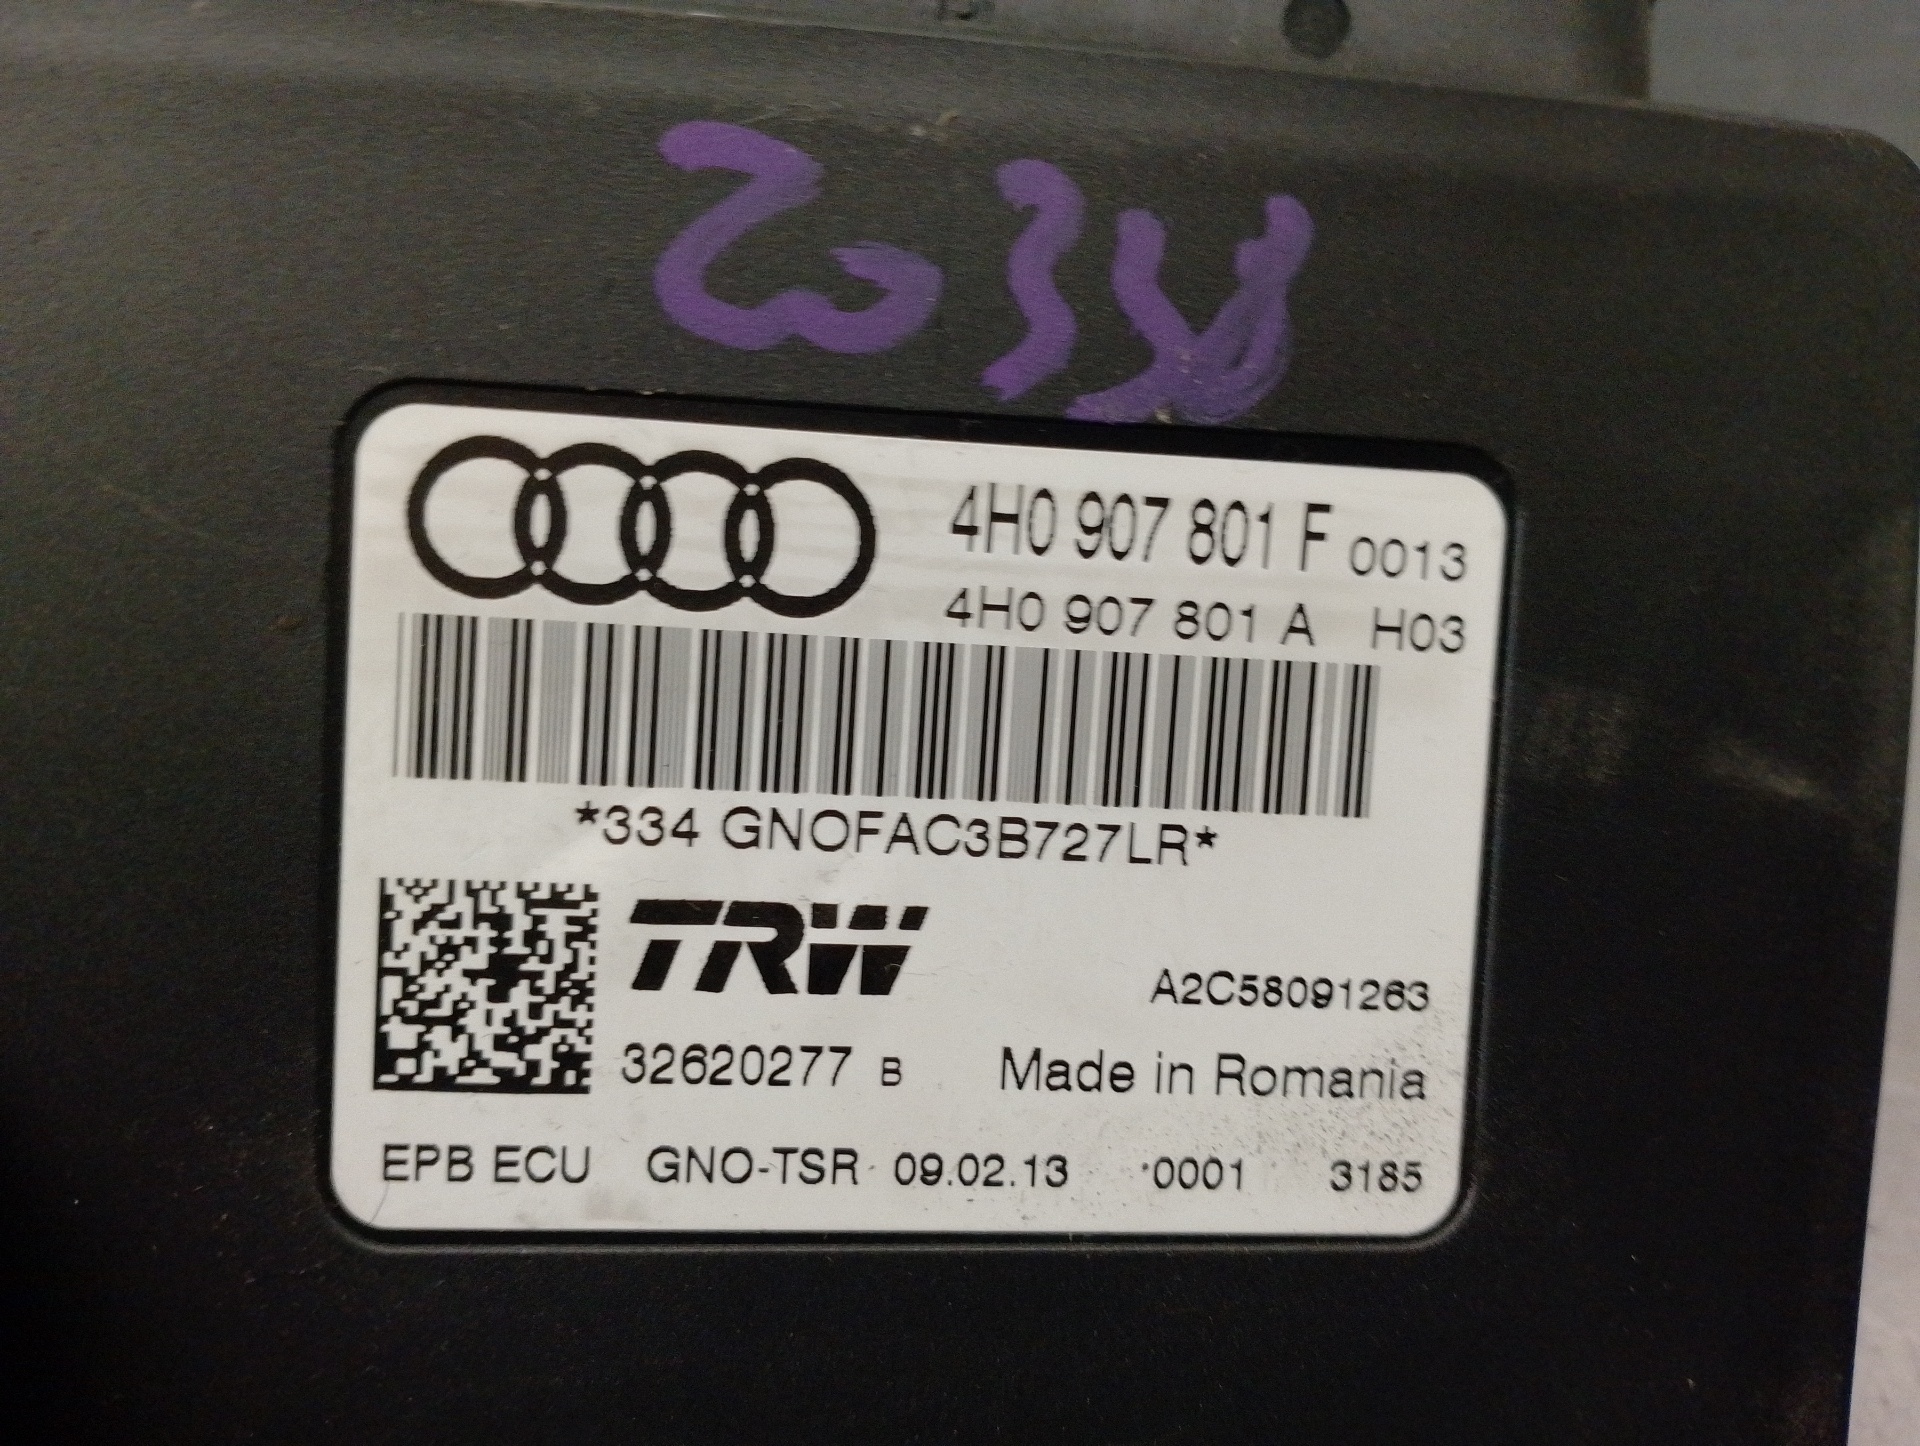 4H0 907 801 F 0013
4H0 907 801 A H03
*334 GNOFAC3B727LR*
TRW
A2C58091263
32620277 B Made in Romania
EPB ECU GNO-TSR 09.02.13 0001 3185